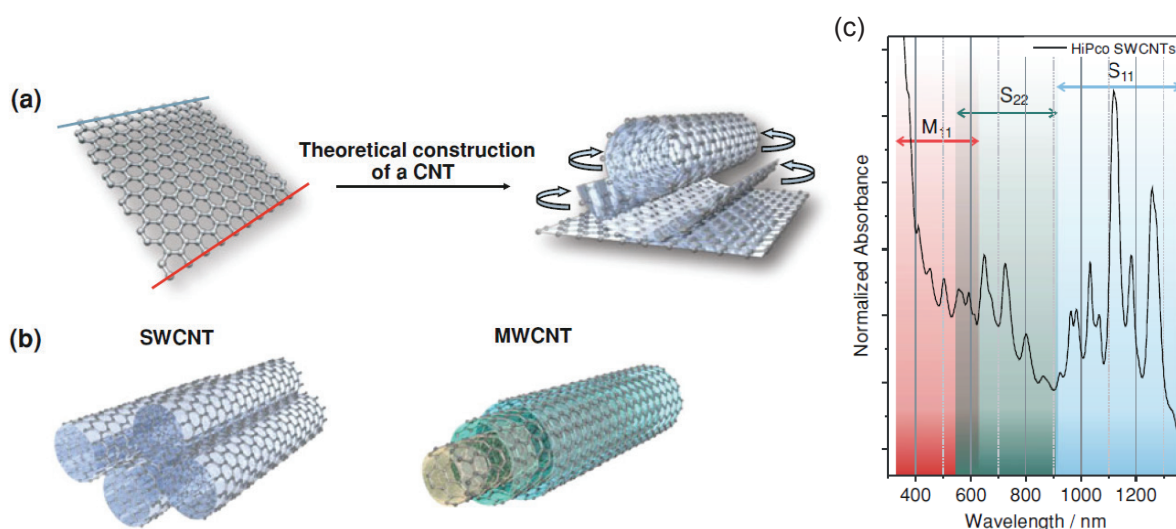 (a)
Theoretical construction
of a CNT
(b)
SWCNT
MWCNT
(c)
HiPco SWCNTs
S11
S22
M11
Normalized Absorbance
400 600 800 1000 1200
Wavelength / nm